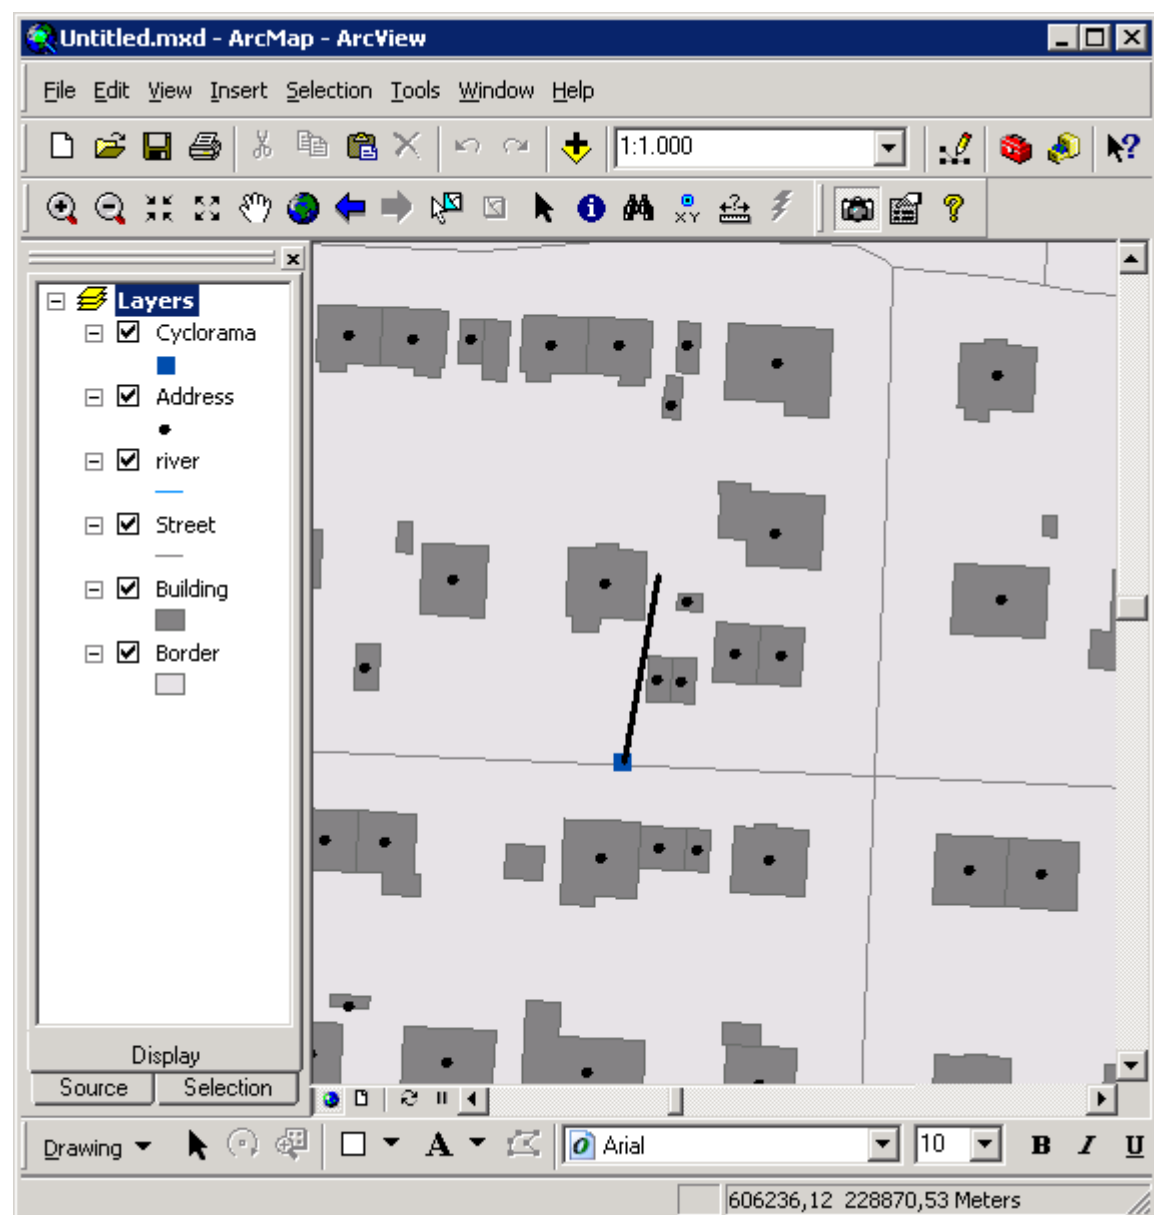 Untitled.mxd - ArcMap - ArcView
File Edit View Insert Selection Tools Window Help
1:1.000
XY
Layers
Cyclorama
Address
river
Street
Building
Border
Display
Source Selection
Drawing A Arial 10 B I U
606236,12 228870,53 Meters